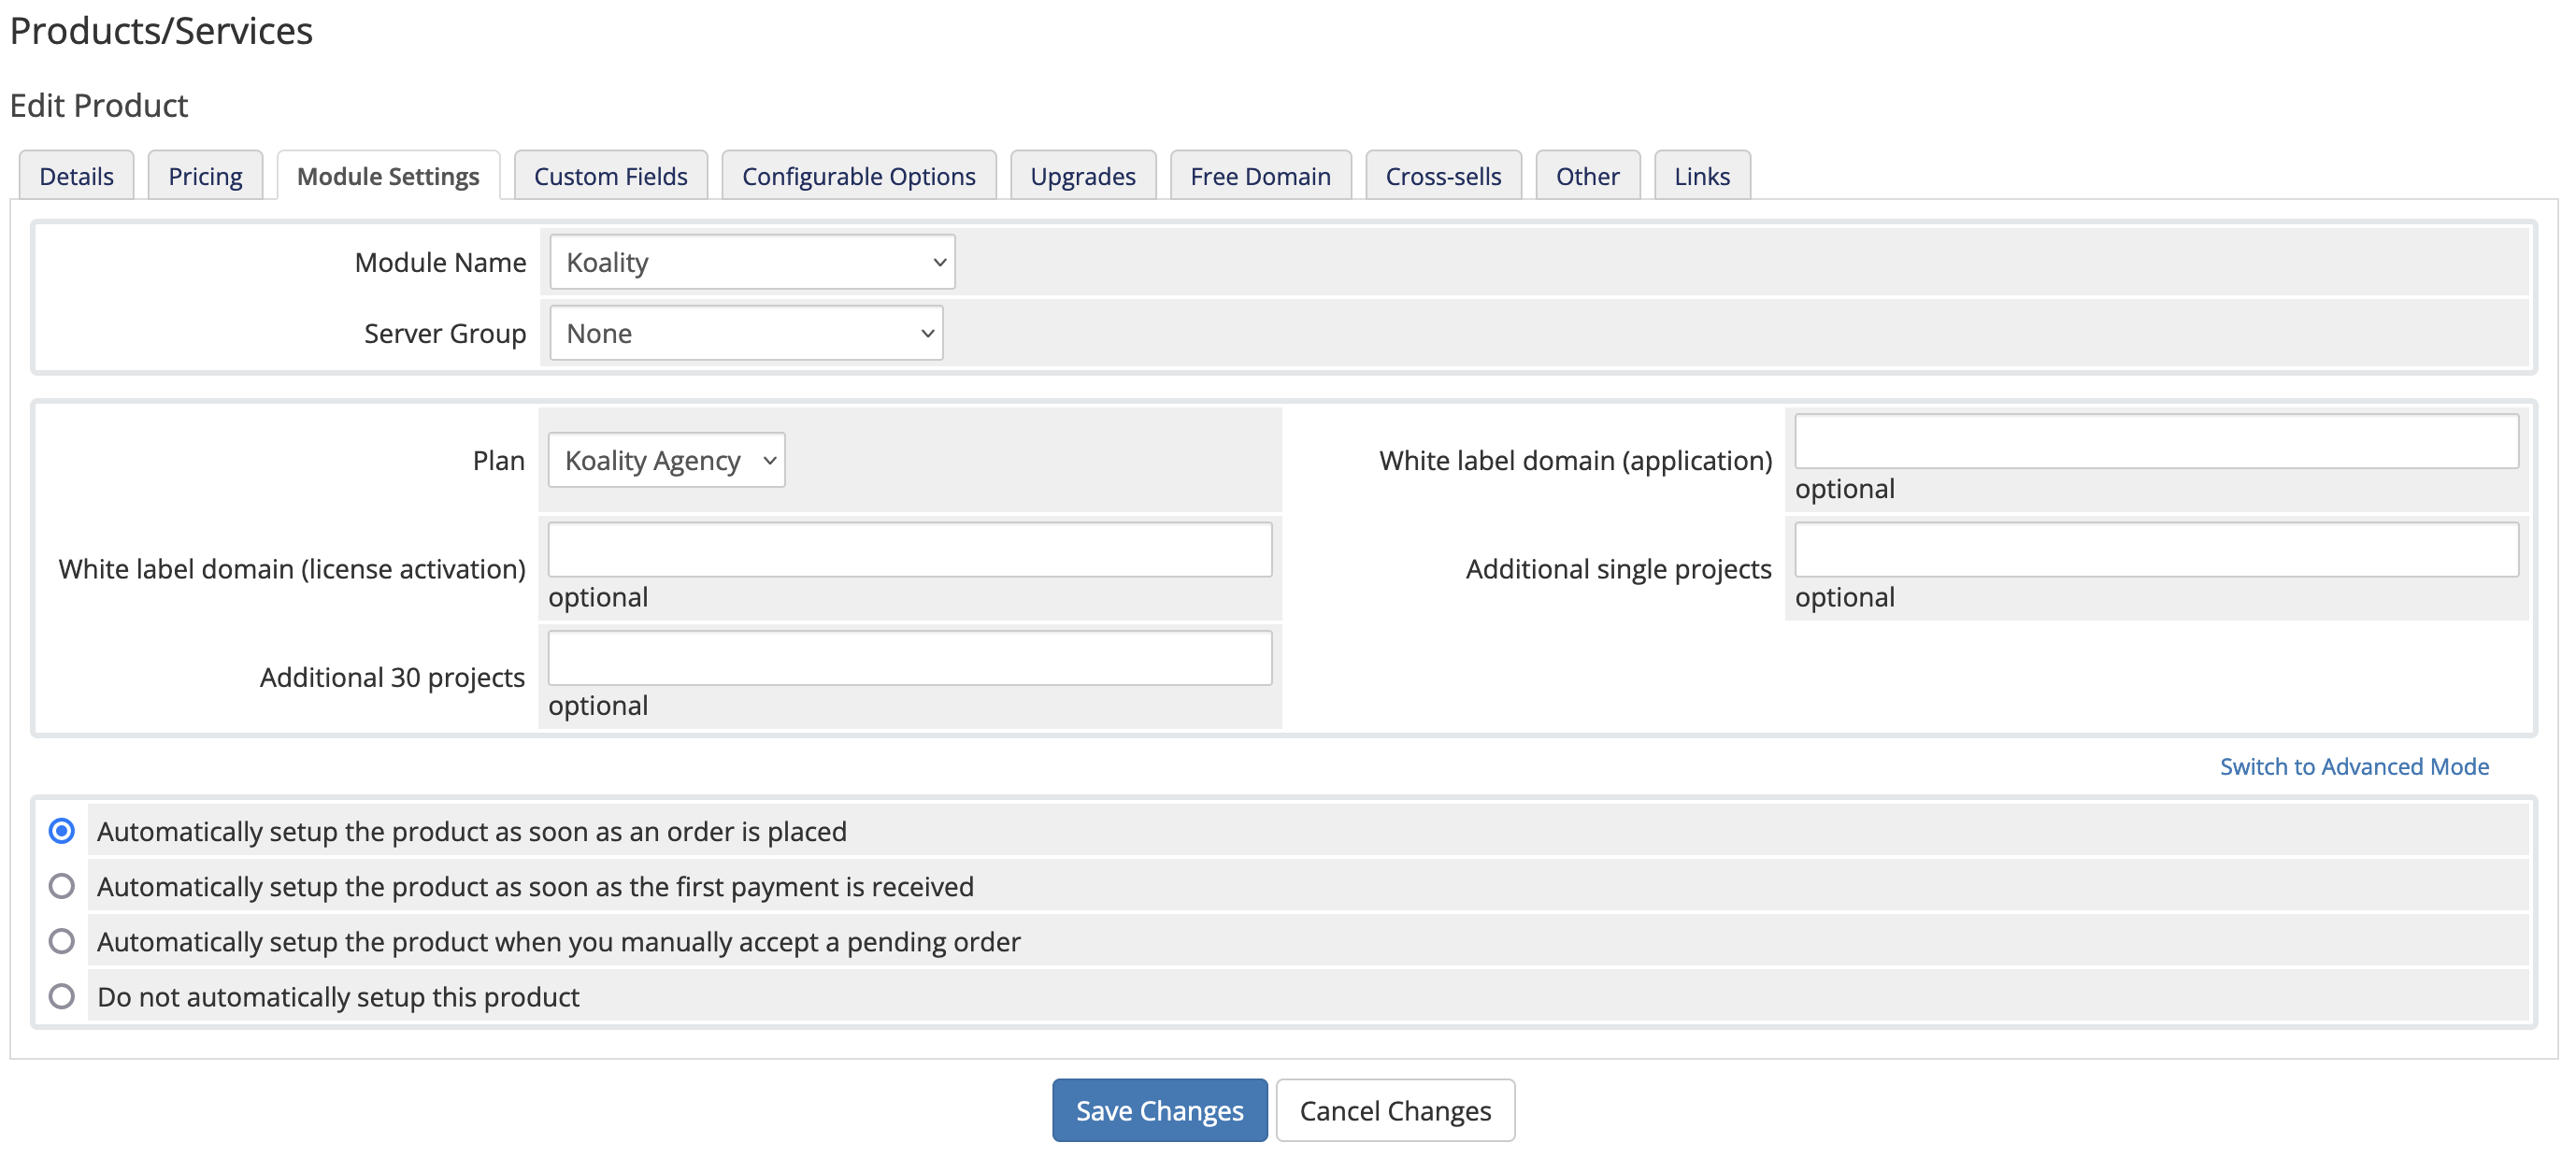 Products/Services
Edit Product
Details Pricing Module Settings Custom Fields Configurable Options Upgrades Free Domain Cross-sells Other Links
Module Name Koality
Server Group None
Plan Koality Agency White label domain (application)
optional
White label domain (license activation) Additional single projects
optional optional
Additional 30 projects
optional
Switch to Advanced Mode
Automatically setup the product as soon as an order is placed
Automatically setup the product as soon as the first payment is received
Automatically setup the product when you manually accept a pending order
Do not automatically setup this product
Save Changes Cancel Changes